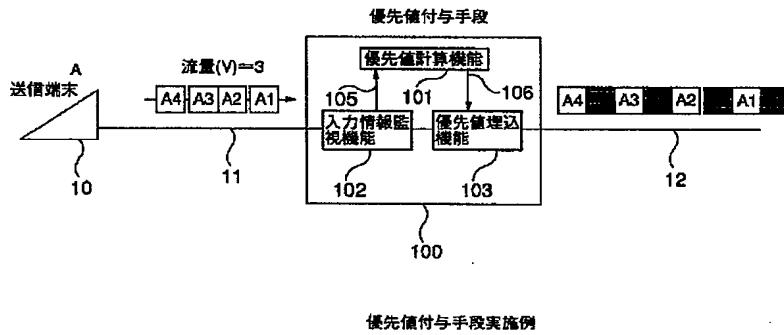 優先値付与手段
A
送信端末
流量(V)=3
A4 A3 A2 A1
優先値計算機能
105
101
106
入力情報監
視機能
102
優先値埋込
機能
103
A4 A3 A2 A1
10
11
12
100
優先値付与手段実施例